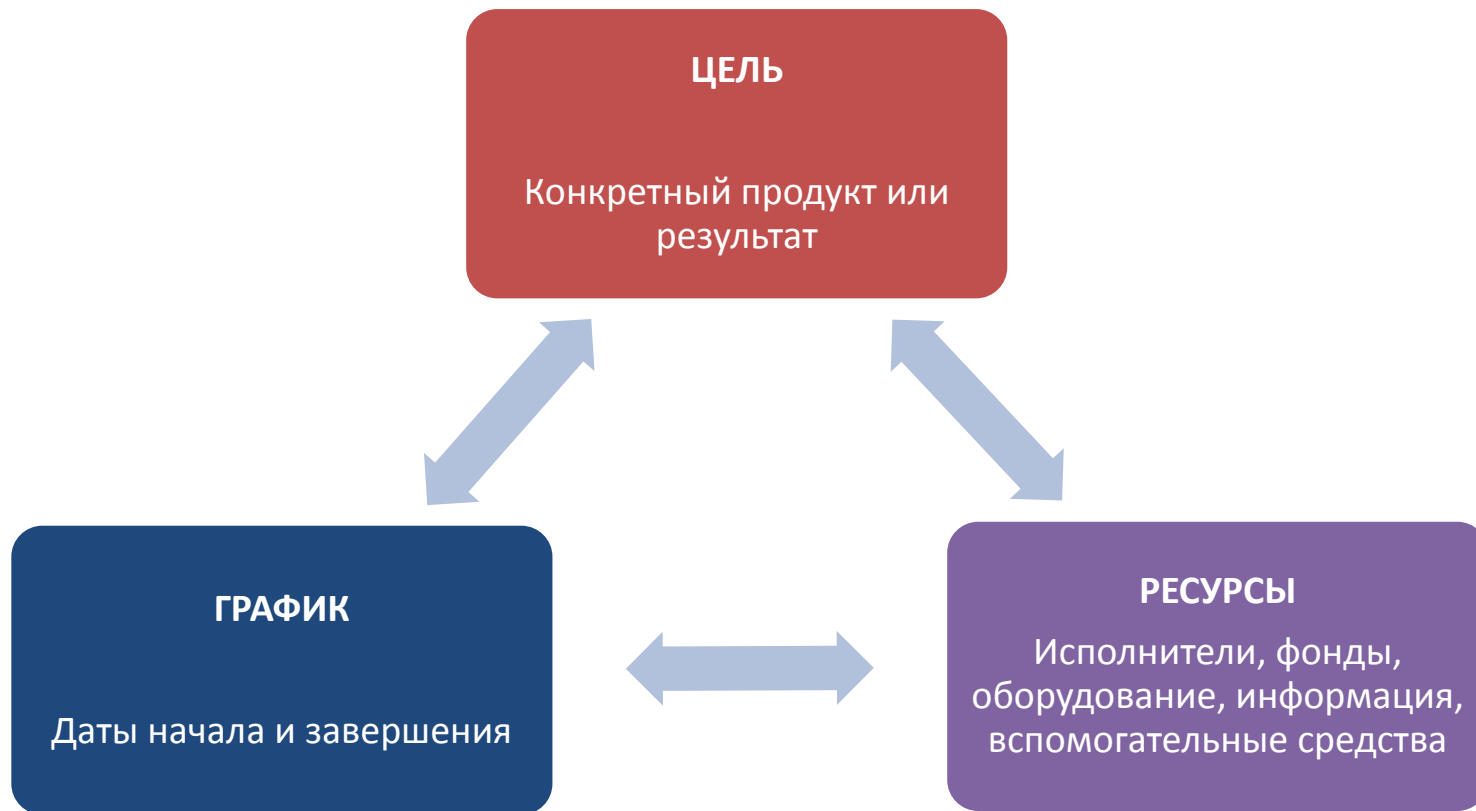 ЦЕЛЬ
Конкретный продукт или
результат
ГРАФИК
Даты начала и завершения
РЕСУРСЫ
Исполнители, фонды,
оборудование, информация,
вспомогательные средства